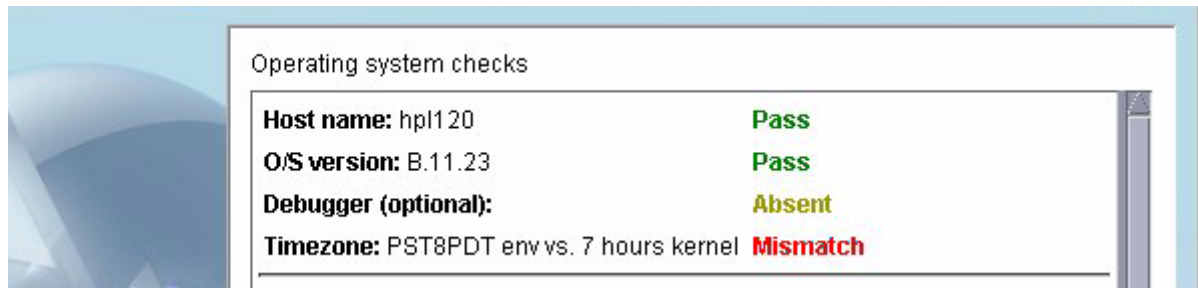 Operating system checks
Host name: hpl120 Pass
O/S version: B.11.23 Pass
Debugger (optional): Absent
Timezone: PST8PDT env vs. 7 hours kernel Mismatch